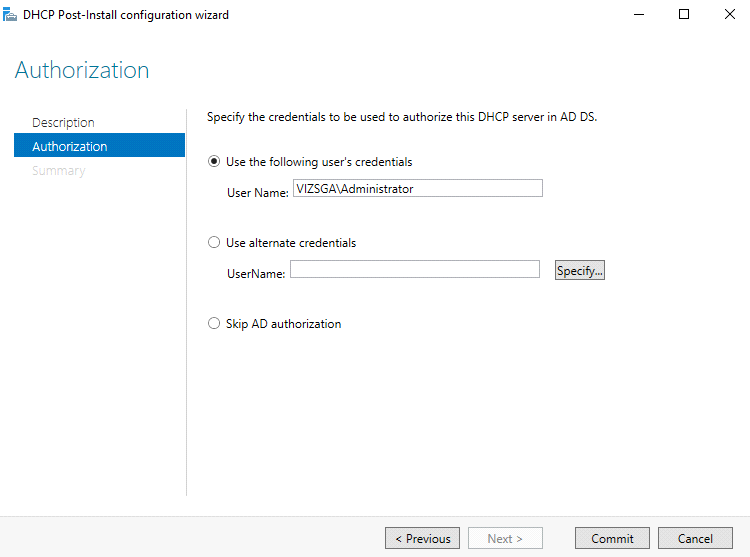 DHCP Post-Install configuration wizard
Authorization
Description
Authorization
Summary
Specify the credentials to be used to authorize this DHCP server in AD DS.
Use the following user's credentials
User Name: VIZSGA\Administrator
Use alternate credentials
UserName:
Specify...
Skip AD authorization
< Previous
Next >
Commit
Cancel